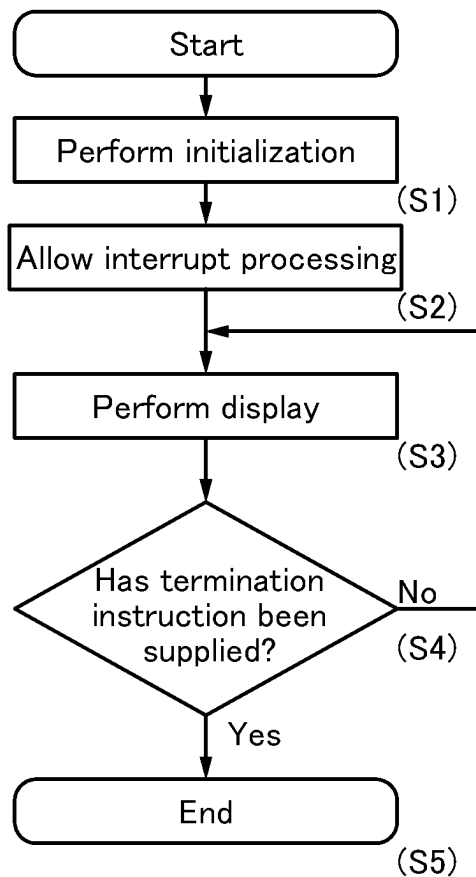 Start
Perform initialization
(S1)
Allow interrupt processing
(S2)
Perform display
(S3)
Has termination
instruction been
supplied?
No
(S4)
Yes
End
(S5)